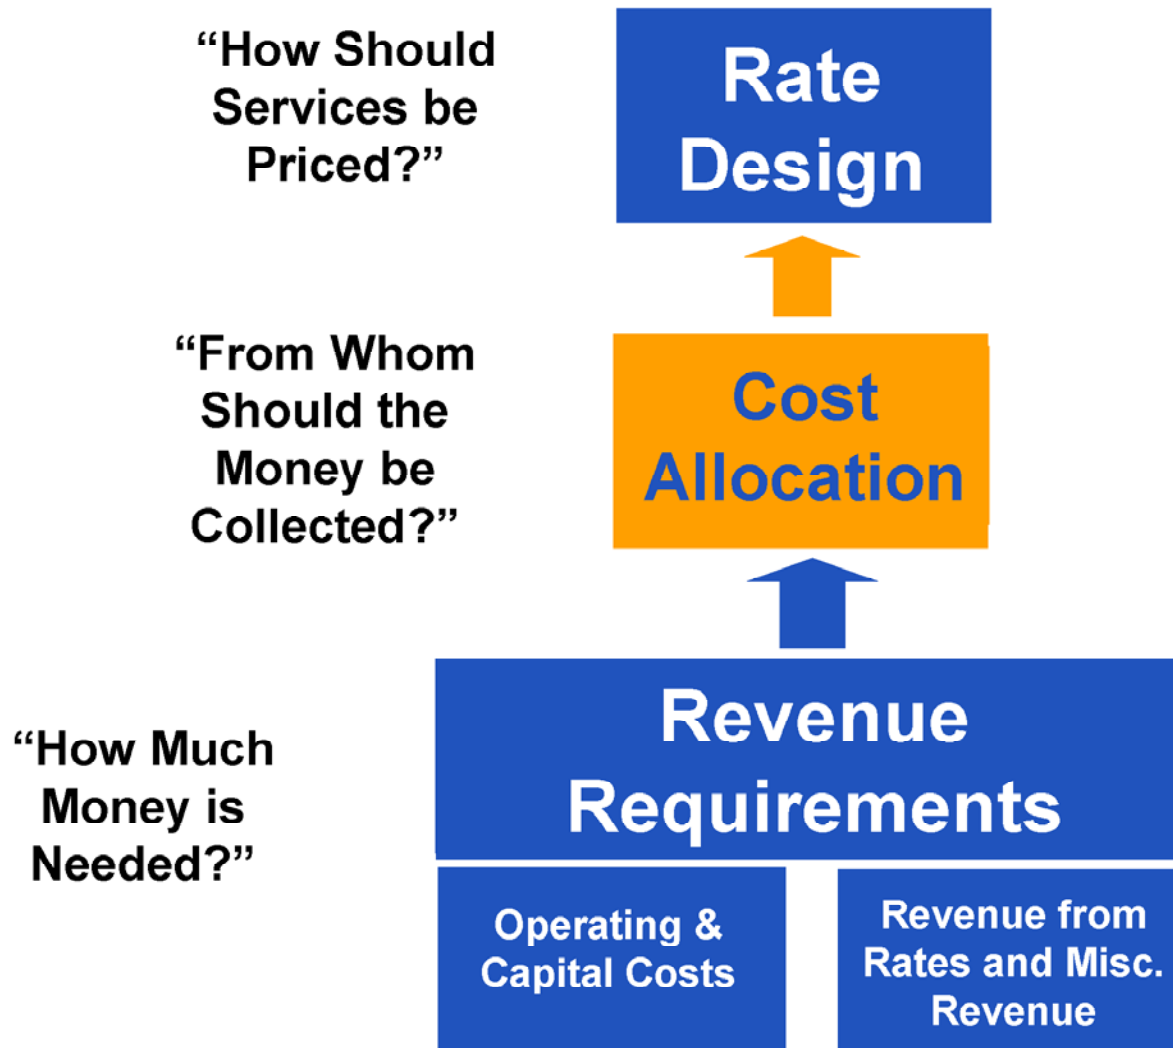 “How Should
Services be
Priced?”
Rate
Design
“From Whom
Should the
Money be
Collected?”
Cost
Allocation
“How Much
Money is
Needed?”
Revenue
Requirements
Operating &
Capital Costs
Revenue from
Rates and Misc.
Revenue